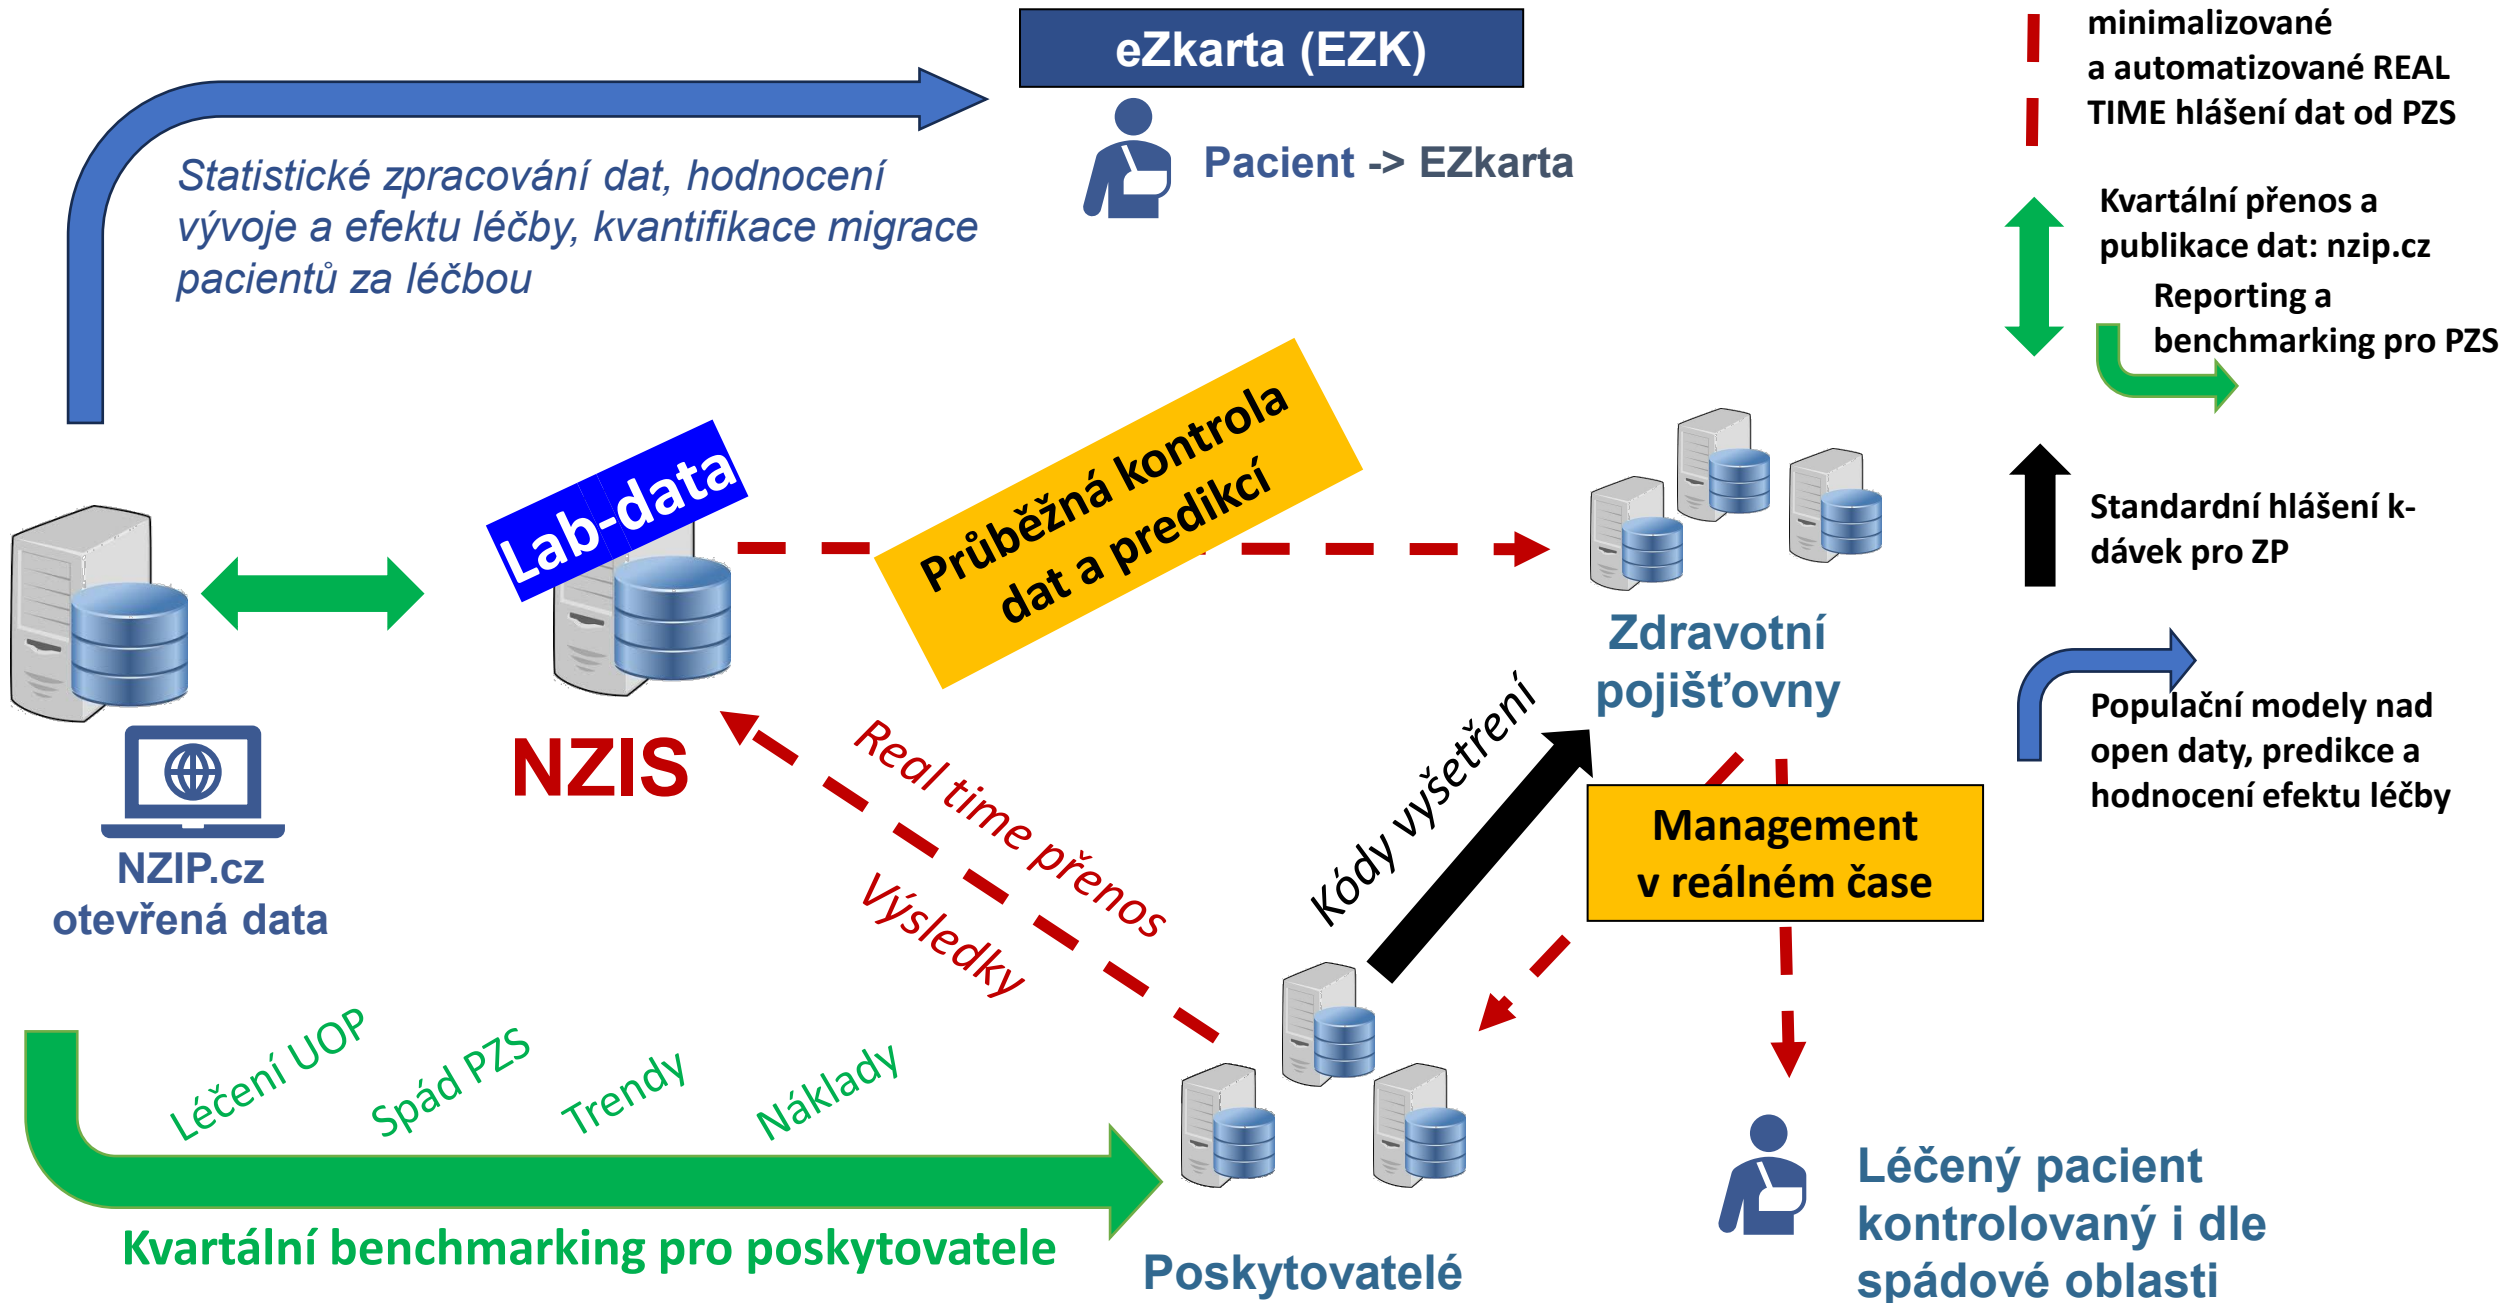 eZkarta (EZK)
Pacient -> EZkarta
Statistické zpracování dat, hodnocení
vývoje a efektu léčby, kvantifikace migrace
pacientů za léčbou
minimalizované
a automatizované REAL
TIME hlášení dat od PZS
Kvartální přenos a
publikace dat: nzip.cz
Reporting a
benchmarking pro PZS
Standardní hlášení k-
dávek pro ZP
Populační modely nad
open daty, predikce a
hodnocení efektu léčby
Lab-data
Průběžná kontrola
dat a predikcí
Zdravotní
pojišťovny
NZIS
NZIP.cz
otevřená data
Real time přenos
Výsledky
Kódy vyšetření
Management
v reálném čase
Léčení UOP
Spád PZS
Trendy
Náklady
Kvartální benchmarking pro poskytovatele
Poskytovatelé
Léčený pacient
kontrolovaný i dle
spádové oblasti